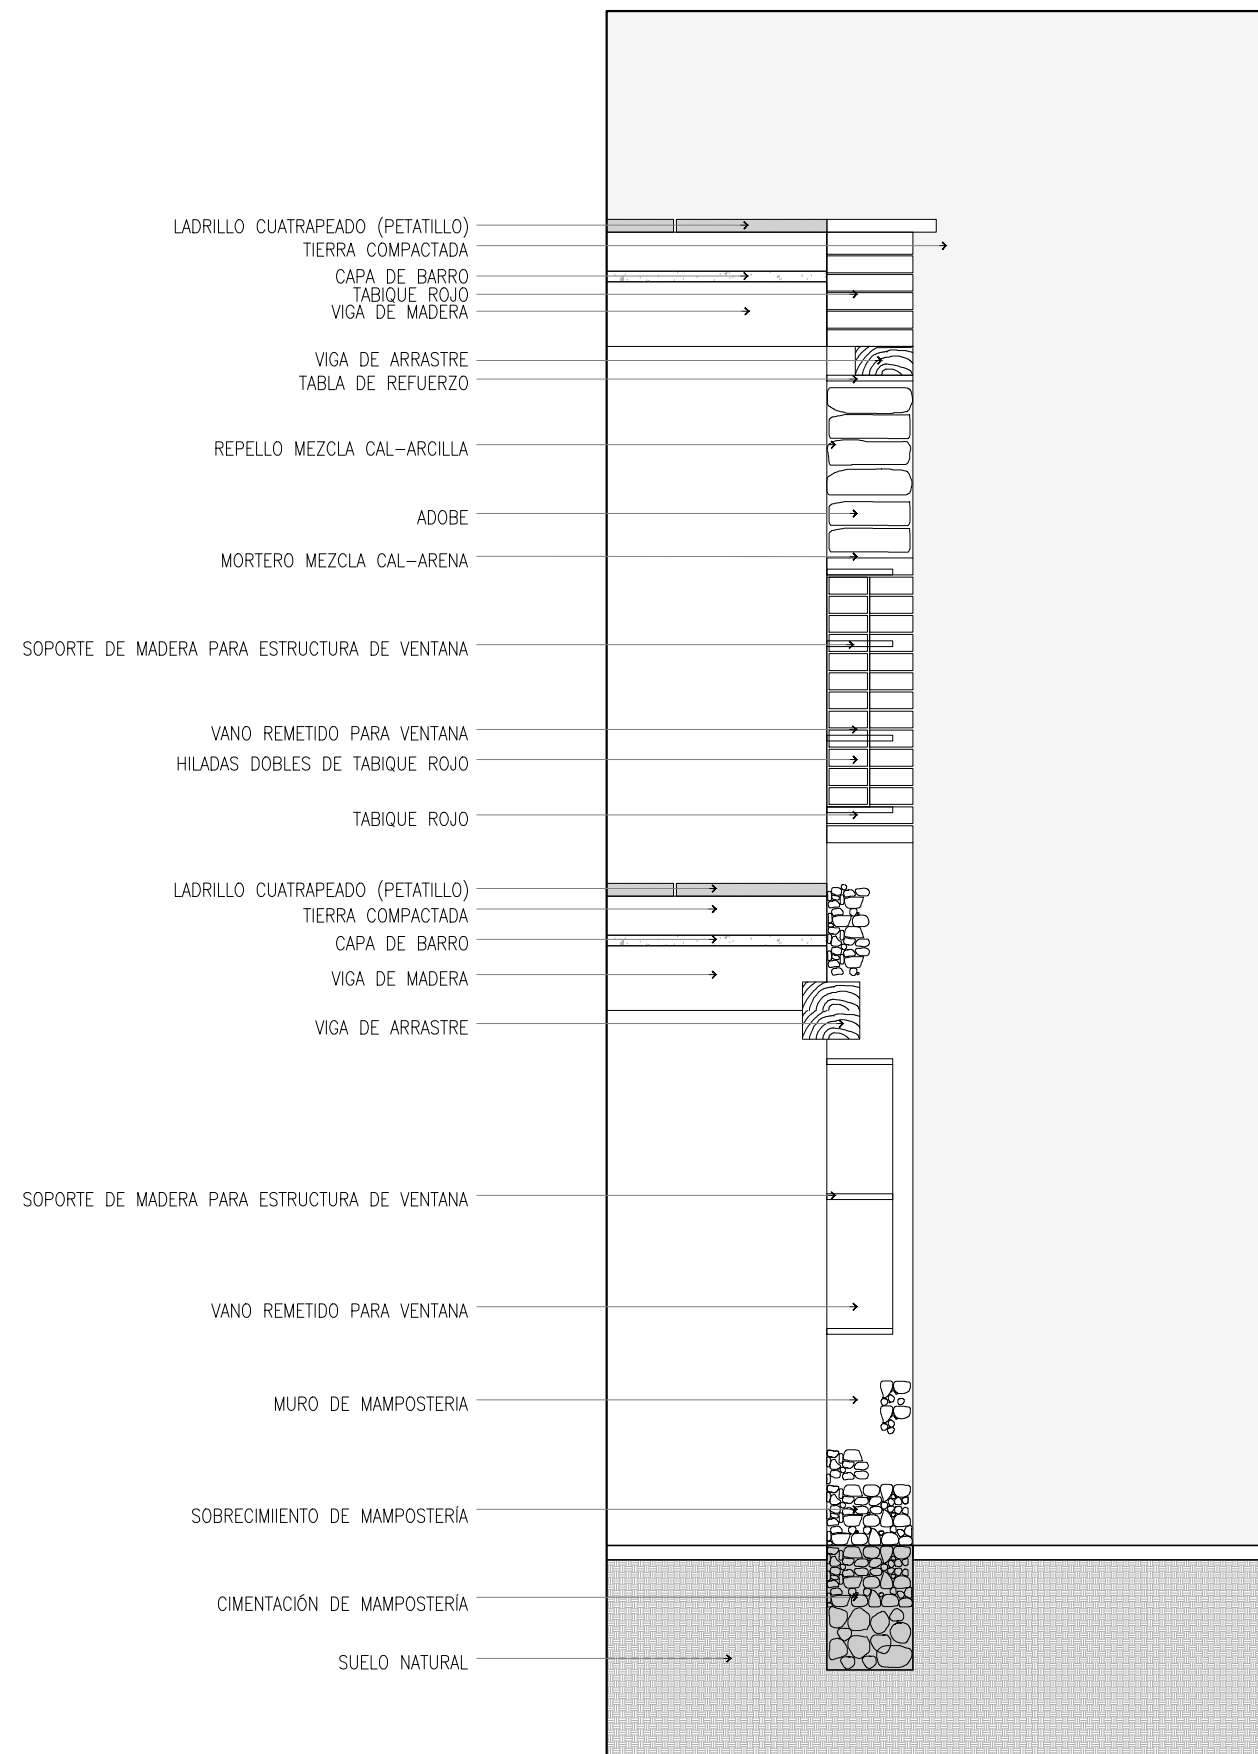 LADRILLO CUATRAPEADO (PETATILLO)
TIERRA COMPACTADA
CAPA DE BARRO
TABIQUE ROJO
VIGA DE MADERA
VIGA DE ARRASTRE
TABLA DE REFUERZO
REPELLO MEZCLA CAL-ARCILLA
ADOBE
MORTERO MEZCLA CAL-ARENA
SOPORTE DE MADERA PARA ESTRUCTURA DE VENTANA
VANO REMETIDO PARA VENTANA
HILADAS DOBLES DE TABIQUE ROJO
TABIQUE ROJO
LADRILLO CUATRAPEADO (PETATILLO)
TIERRA COMPACTADA
CAPA DE BARRO
VIGA DE MADERA
VIGA DE ARRASTRE
SOPORTE DE MADERA PARA ESTRUCTURA DE VENTANA
VANO REMETIDO PARA VENTANA
MURO DE MAMPOSTERIA
SOBRECIMIIENTO DE MAMPOSTERÍA
CIMENTACIÓN DE MAMPOSTERÍA
SUELO NATURAL